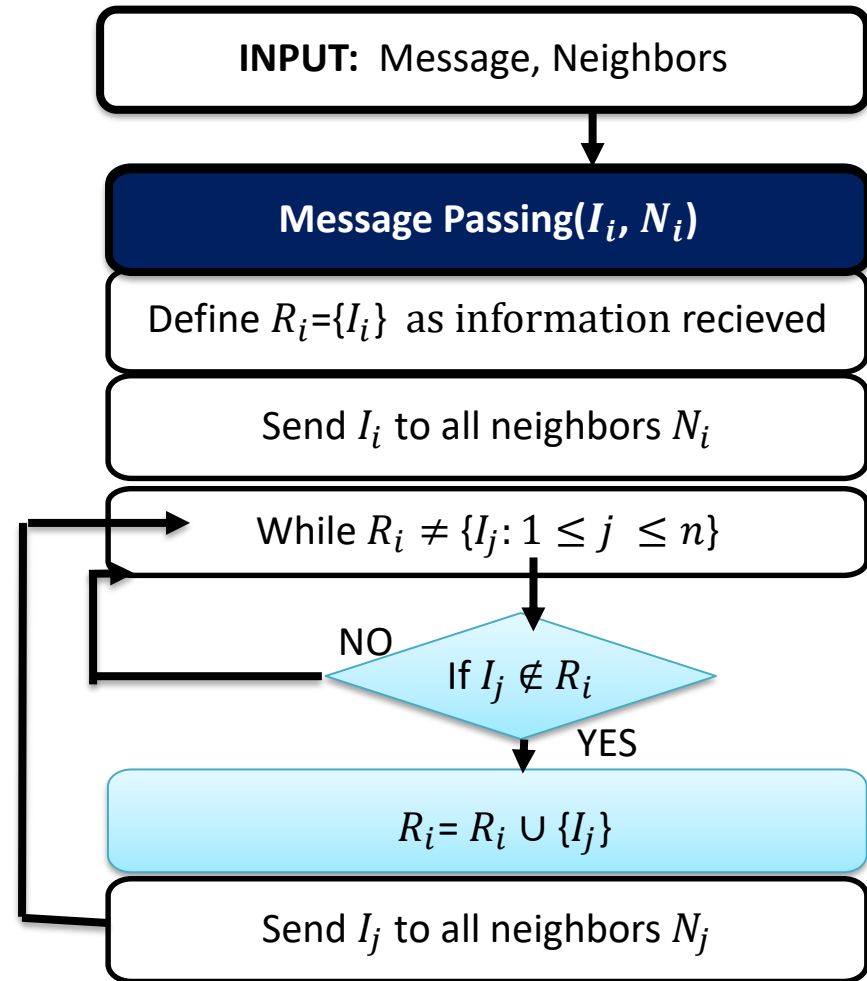 INPUT: Message, Neighbors
Message Passing(𝑰ᵢ, 𝑵ᵢ)
Define 𝑅ᵢ={𝐼ᵢ} as information recieved
Send 𝐼ᵢ to all neighbors 𝑁ᵢ
While 𝑅ᵢ ≠ {𝐼ⱼ: 1 ≤ 𝑗 ≤ 𝑛}
NO
If 𝐼ⱼ ∉ 𝑅ᵢ
YES
𝑅ᵢ= 𝑅ᵢ ∪ {𝐼ⱼ}
Send 𝐼ⱼ to all neighbors 𝑁ⱼ